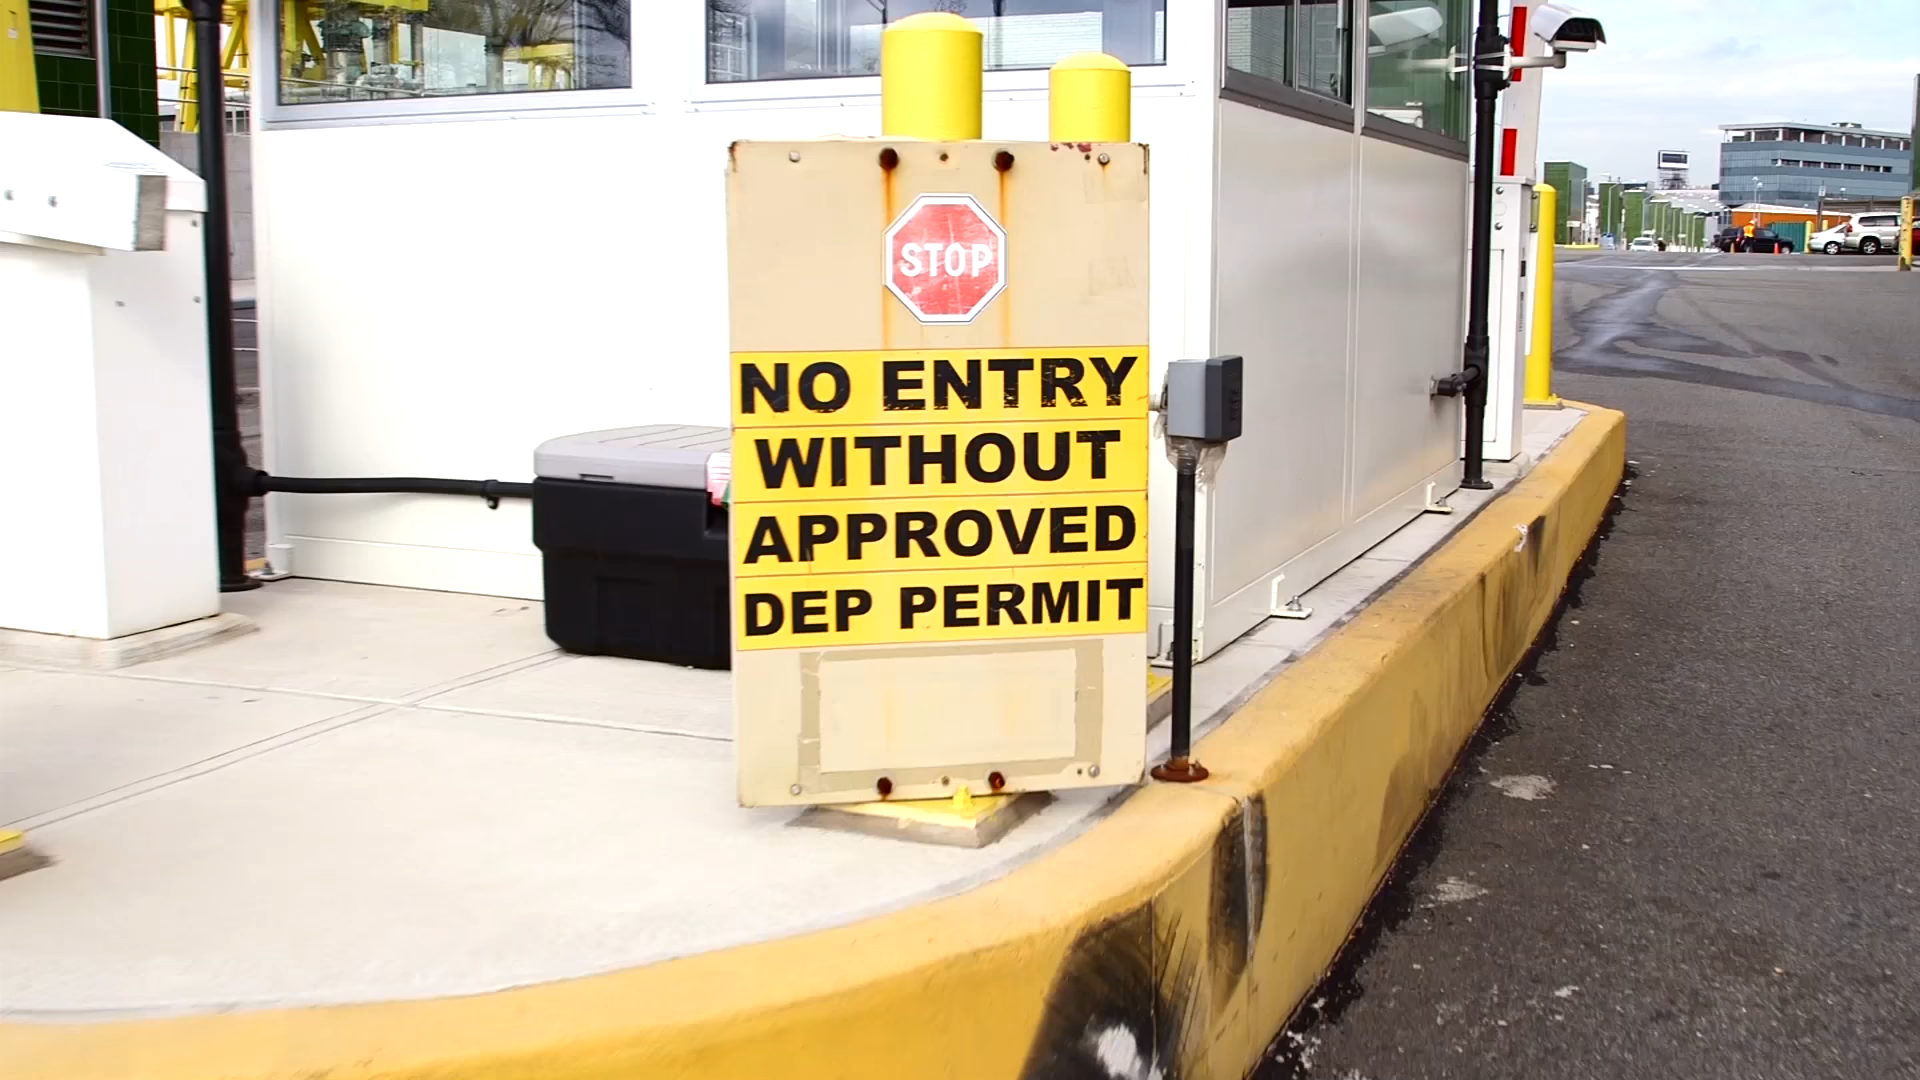 STOP
NO ENTRY
WITHOUT
APPROVED
DEP PERMIT